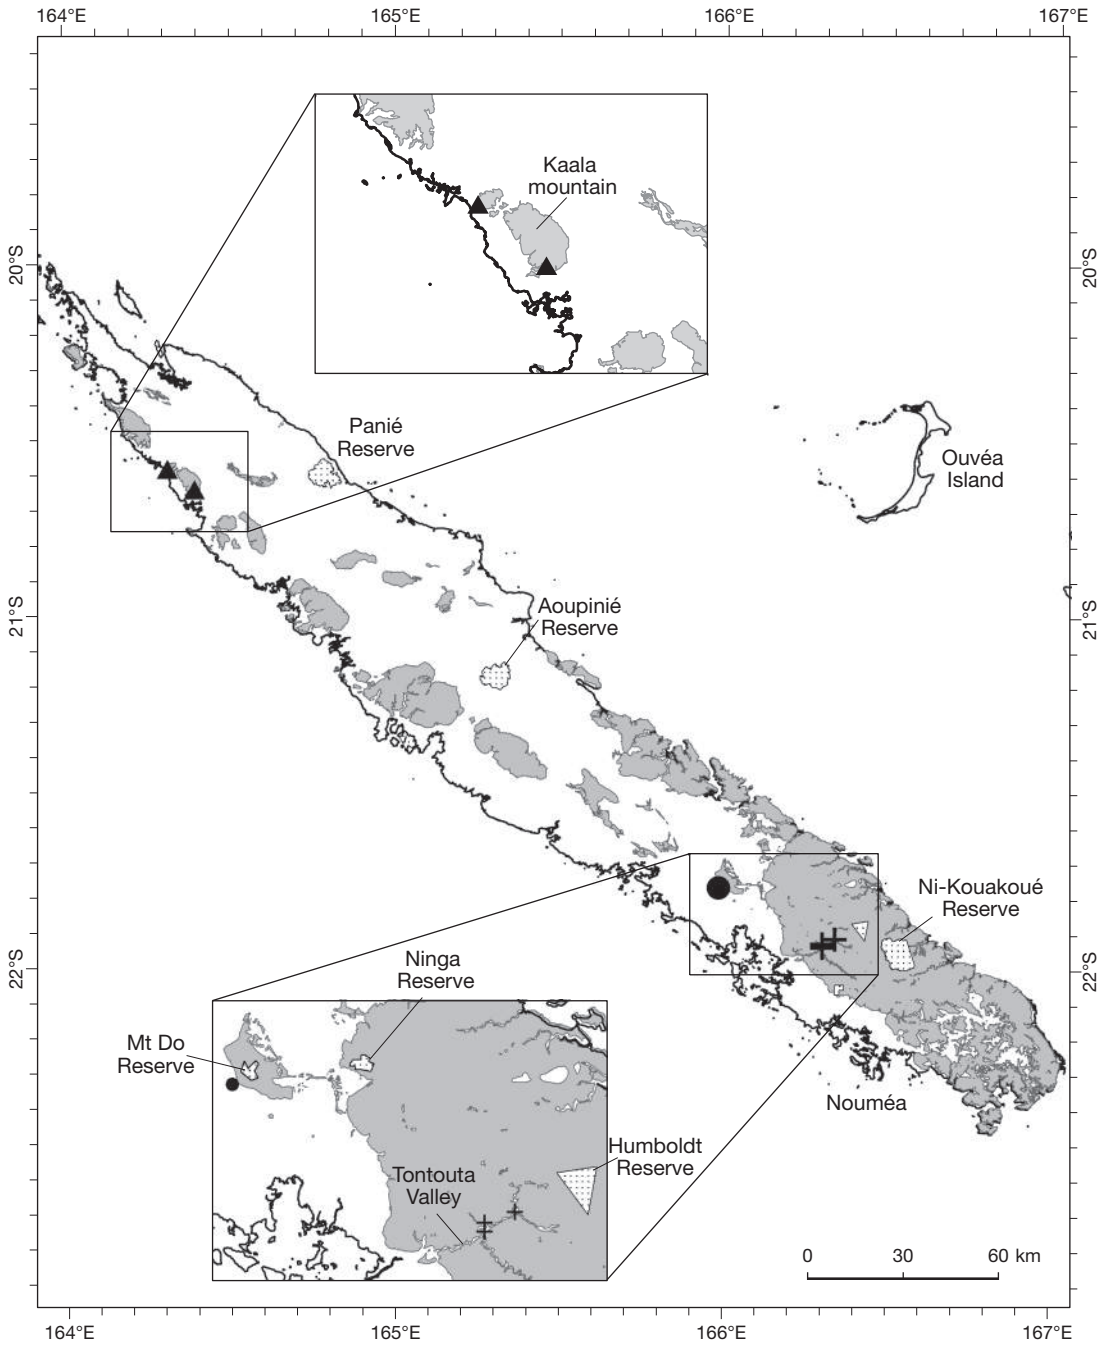 164°E
165°E
166°E
167°E
Kaala
mountain
20°S
20°S
Panié
Reserve
Ouvéa
Island
Aoupinié
Reserve
21°S
21°S
Ni-Kouakoué
Reserve
Ninga
Reserve
22°S
22°S
Mt Do
Reserve
Nouméa
Humboldt
Reserve
Tontouta
Valley
0 30 60 km
164°E
165°E
166°E
167°E